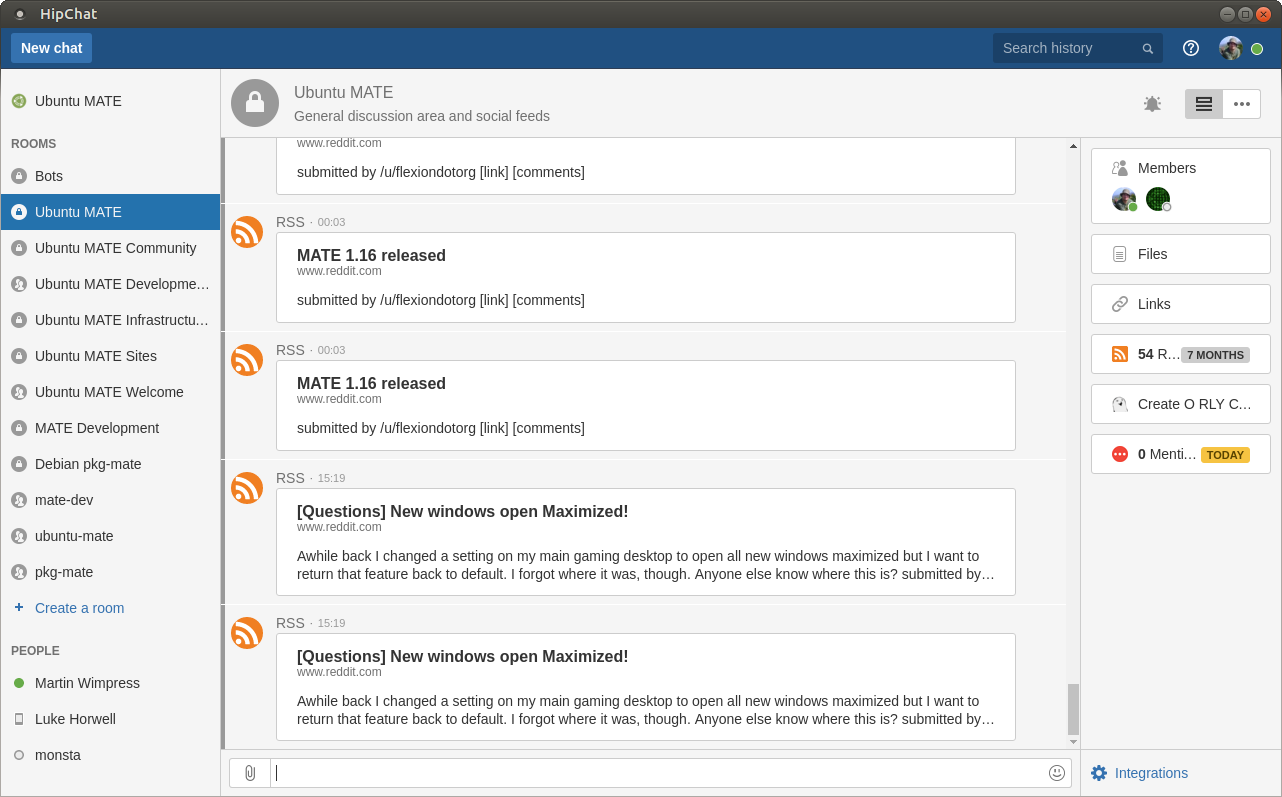 HipChat
New chat
Search history
Ubuntu MATE
ROOMS
Bots
Ubuntu MATE
Ubuntu MATE Community
Ubuntu MATE Developme…
Ubuntu MATE Infrastructu…
Ubuntu MATE Sites
Ubuntu MATE Welcome
MATE Development
Debian pkg-mate
mate-dev
ubuntu-mate
pkg-mate
+ Create a room
PEOPLE
Martin Wimpress
Luke Horwell
monsta
Ubuntu MATE
General discussion area and social feeds
www.reddit.com
submitted by /u/flexiondotorg [link] [comments]
RSS · 00:03
MATE 1.16 released
www.reddit.com
submitted by /u/flexiondotorg [link] [comments]
RSS · 00:03
MATE 1.16 released
www.reddit.com
submitted by /u/flexiondotorg [link] [comments]
RSS · 15:19
[Questions] New windows open Maximized!
www.reddit.com
Awhile back I changed a setting on my main gaming desktop to open all new windows maximized but I want to
return that feature back to default. I forgot where it was, though. Anyone else know where this is? submitted by…
RSS · 15:19
[Questions] New windows open Maximized!
www.reddit.com
Awhile back I changed a setting on my main gaming desktop to open all new windows maximized but I want to
return that feature back to default. I forgot where it was, though. Anyone else know where this is? submitted by…
Members
Files
Links
54 R… 7 MONTHS
Create O RLY C…
0 Menti… TODAY
Integrations